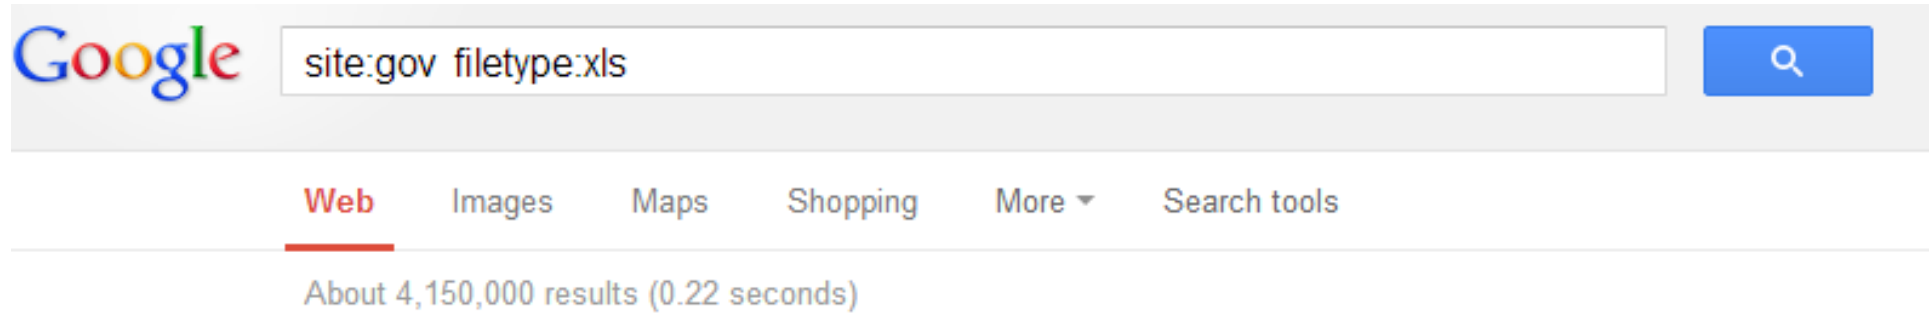 Google site:gov filetype:xls
Web Images Maps Shopping More Search tools
About 4,150,000 results (0.22 seconds)